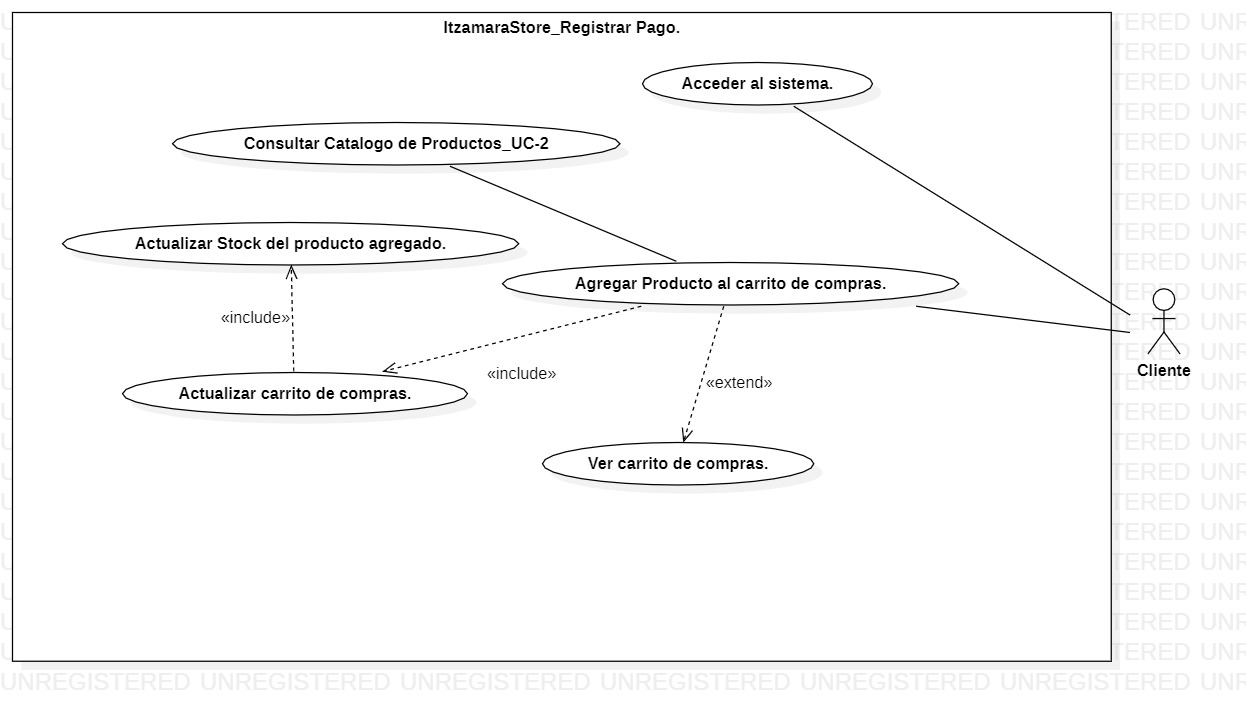 ItzamaraStore_Registrar Pago.
Acceder al sistema.
Consultar Catalogo de Productos_UC-2
Actualizar Stock del producto agregado.
Agregar Producto al carrito de compras.
«include»
«include»
«extend»
Cliente
Actualizar carrito de compras.
Ver carrito de compras.
UNREGISTERED UNREGISTERED UNREGISTERED UNREGISTERED UNREGISTERED UNREGISTERED UNR